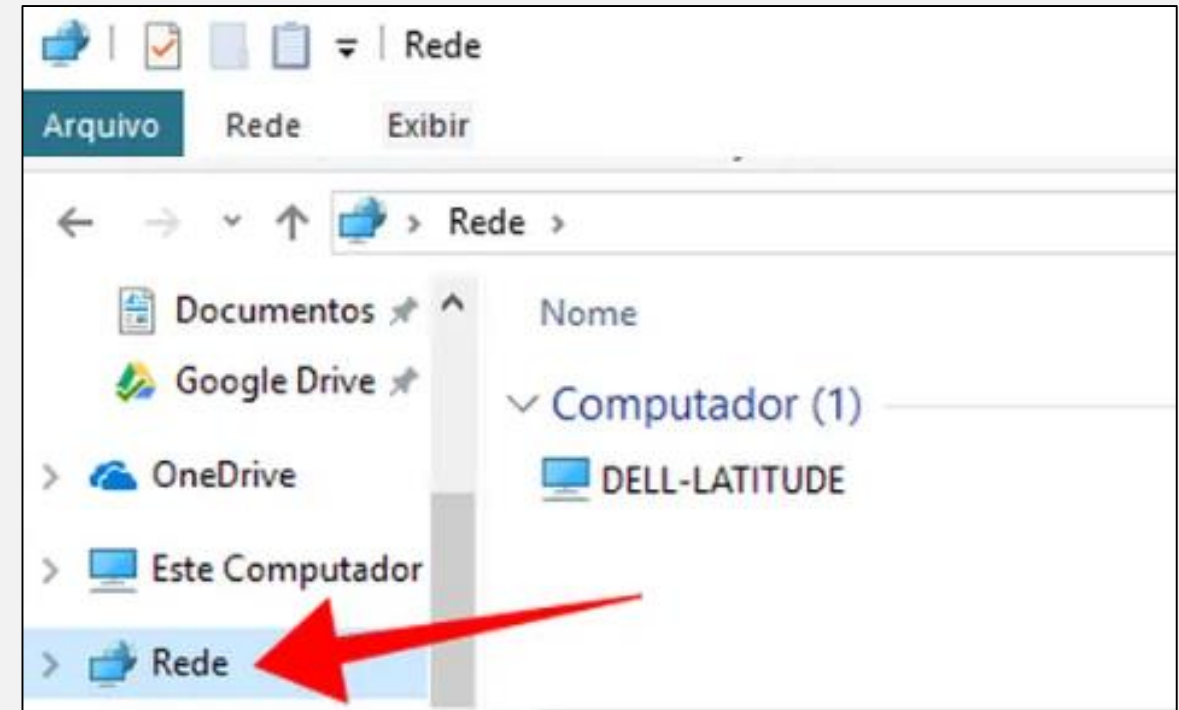 Rede
Arquivo Rede Exibir
Rede
Documentos
Google Drive
OneDrive
Este Computador
Rede
Nome
Computador (1)
DELL-LATITUDE